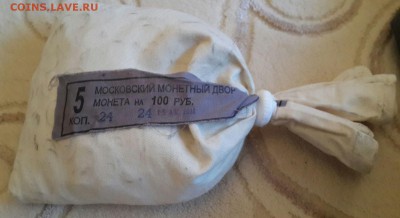 COINS.LAVE.RU
5 МОСКОВСКИЙ МОНЕТНЫЙ ДВОР
МОНЕТА НА 100 РУБ.
КОП. 24 24